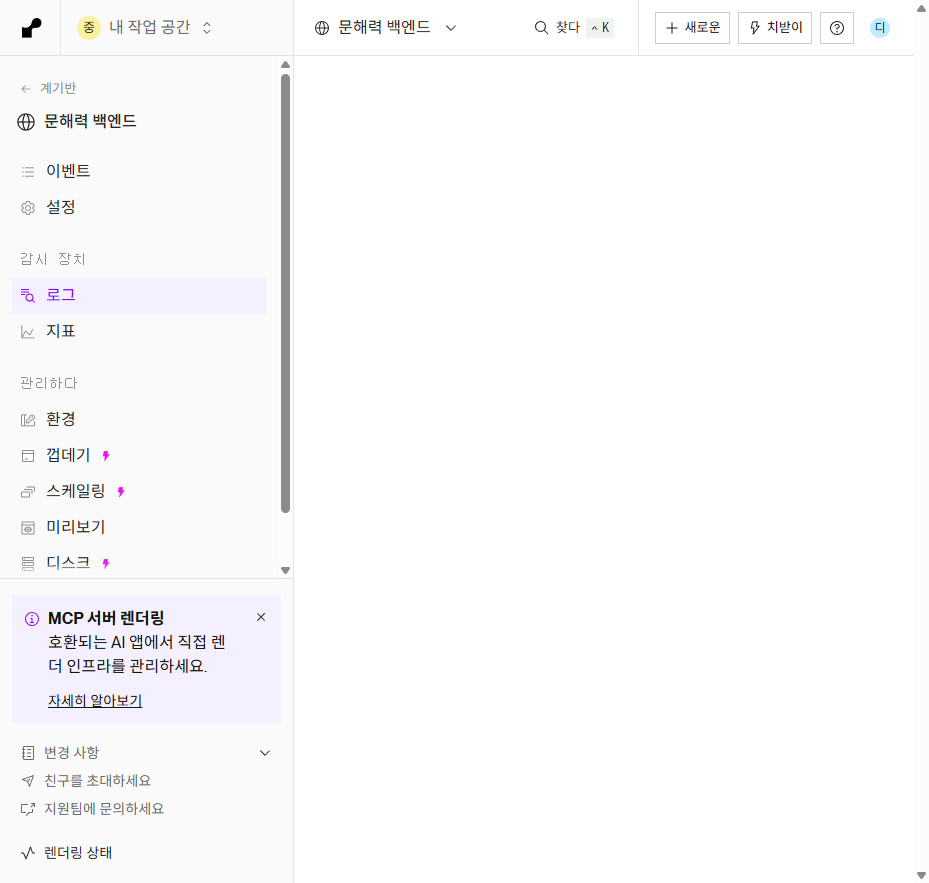 중 내 작업 공간
문해력 백엔드
찾다 ^ K
+ 새로운
치받이
디
← 계기반
문해력 백엔드
이벤트
설정
감시 장치
로그
지표
관리하다
환경
껍데기
스케일링
미리보기
디스크
MCP 서버 렌더링
호환되는 AI 앱에서 직접 렌
더 인프라를 관리하세요.
자세히 알아보기
변경 사항
친구를 초대하세요
지원팀에 문의하세요
렌더링 상태